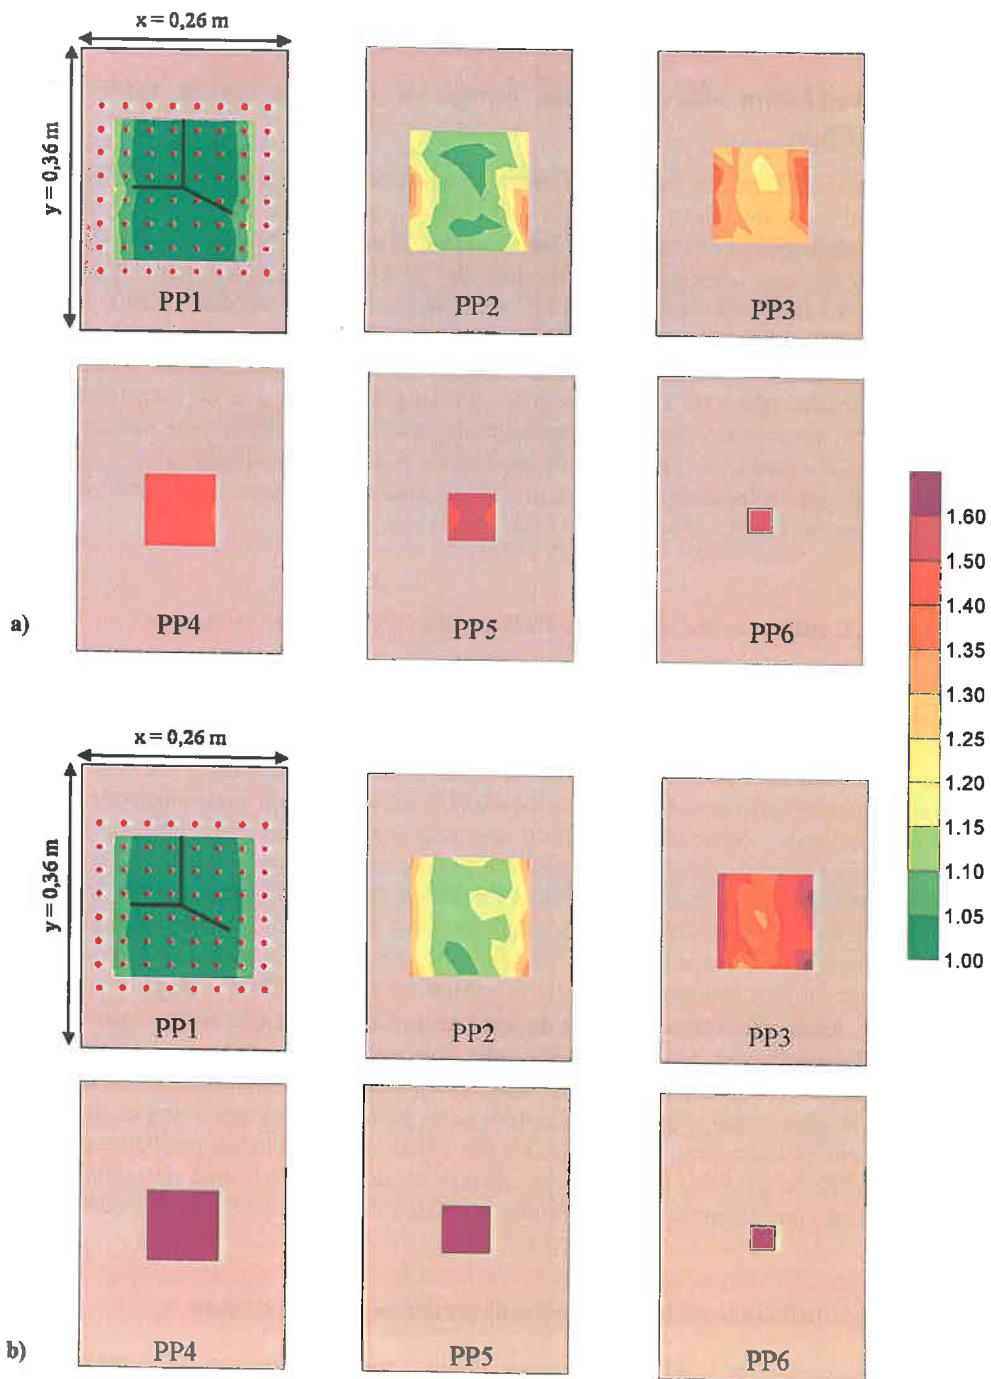 x = 0,26 m
y = 0,36 m
PP1
PP2
PP3
PP4
PP5
PP6
a)
1.60
1.50
1.40
1.35
1.30
1.25
1.20
1.15
1.10
1.05
1.00
x = 0,26 m
y = 0,36 m
PP1
PP2
PP3
PP4
PP5
PP6
b)